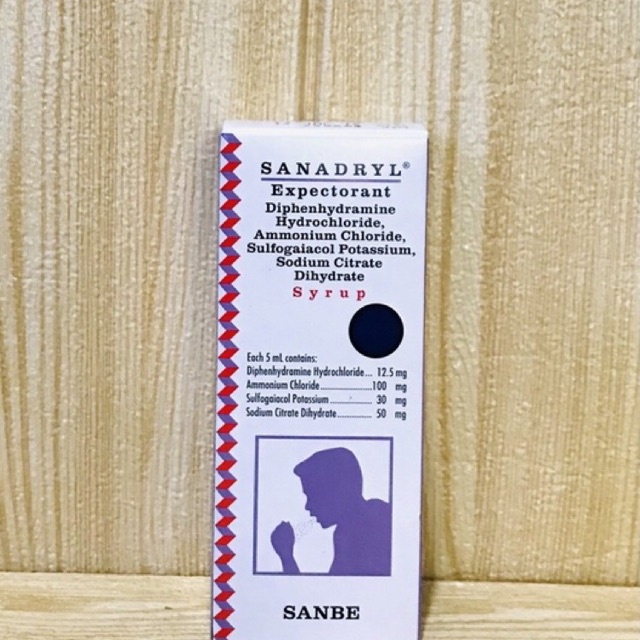 SANADRYL®
Expectorant
Diphenhydramine
Hydrochloride,
Ammonium Chloride,
Sulfogaiacol Potassium,
Sodium Citrate
Dihydrate
Syrup
Each 5 mL contains:
Diphenhydramine Hydrochloride... 12.5 mg
Ammonium Chloride....................100 mg
Sulfogaiacol Potassium ............... 30 mg
Sodium Citrate Dihydrate............. 50 mg
SANBE